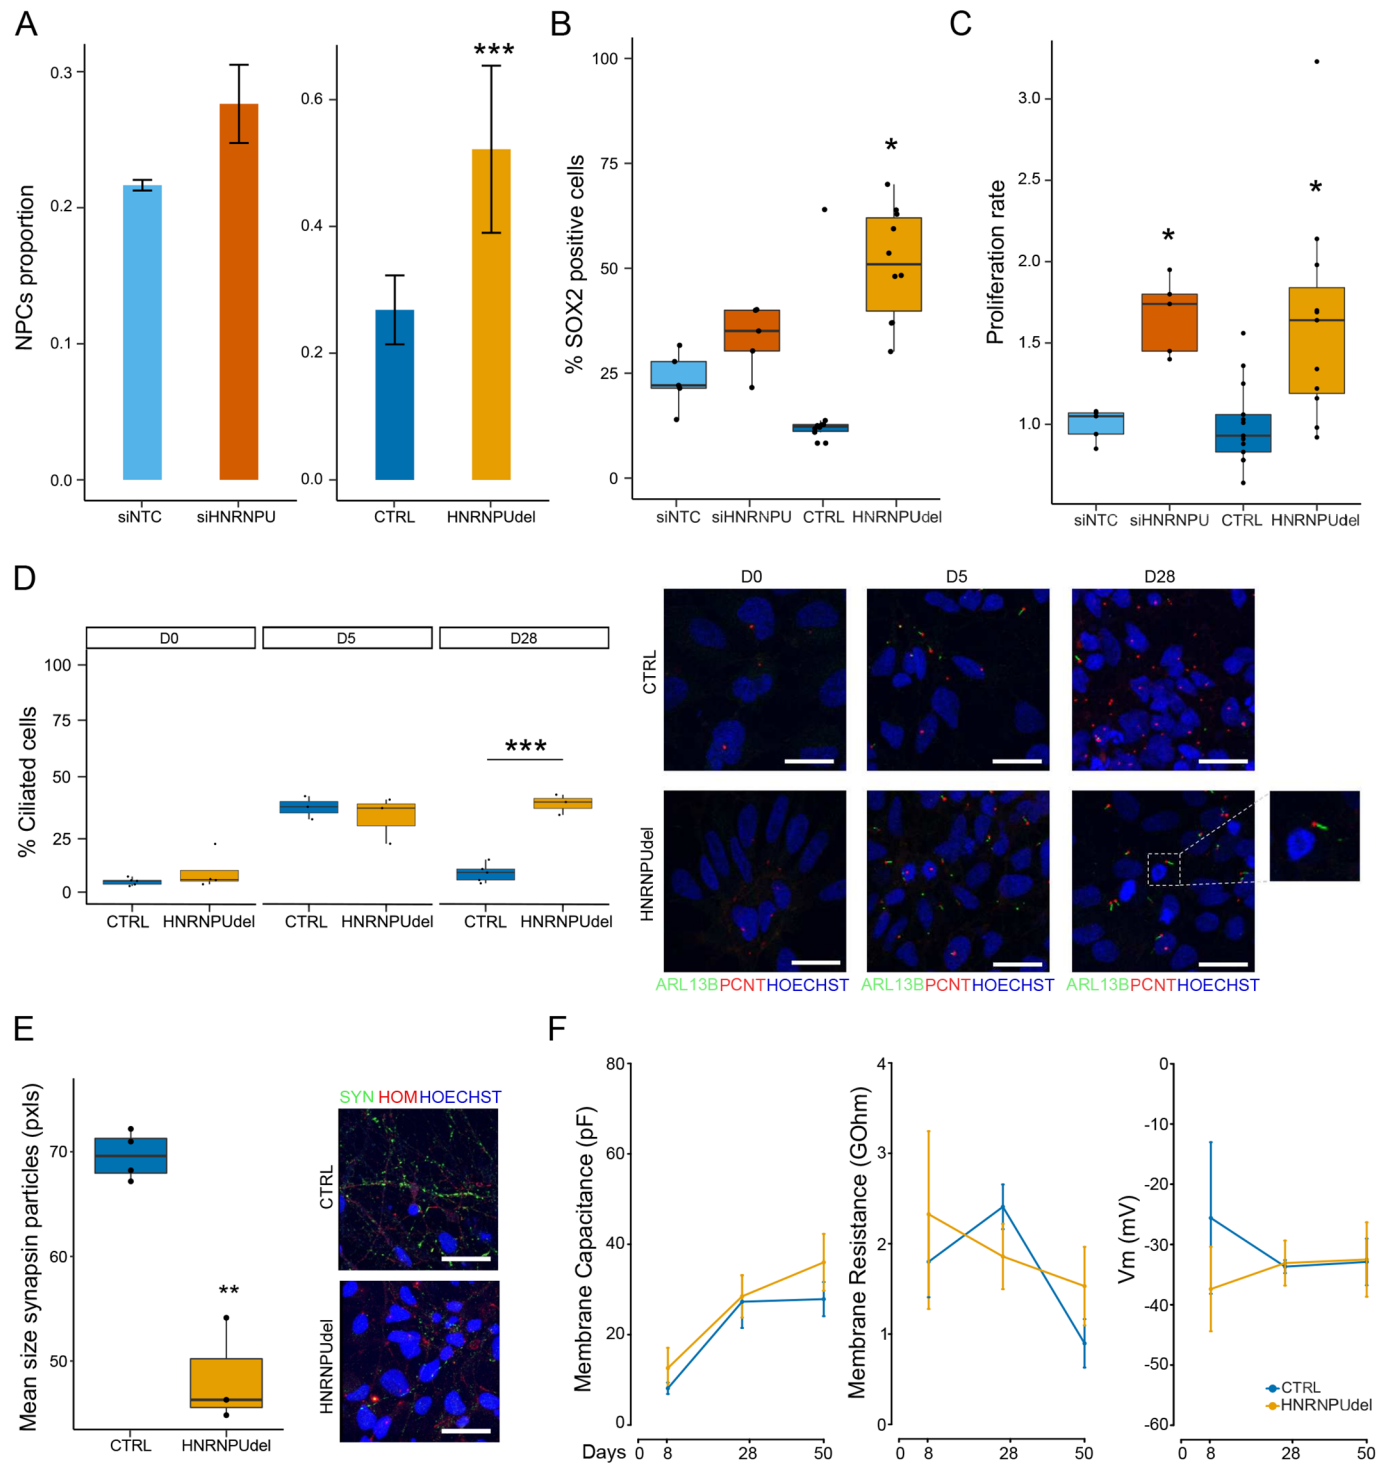 A
NPCs proportion
0.3
0.2
0.1
0.0
siNTC
siHNRNPU
***
0.6
0.4
0.2
0.0
CTRL
HNRNPUdel
B
% SOX2 positive cells
100
75
50
25
0
*
siNTC
siHNRNPU
CTRL
HNRNPUdel
C
Proliferation rate
3.0
2.5
2.0
1.5
1.0
*
*
siNTC
siHNRNPU
CTRL
HNRNPUdel
D
% Ciliated cells
D0
D5
D28
100
75
50
25
0
***
CTRL HNRNPUdel
CTRL HNRNPUdel
CTRL HNRNPUdel
D0
D5
D28
CTRL
HNRNPUdel
ARL13BPCNTHOECHST
ARL13BPCNTHOECHST
ARL13BPCNTHOECHST
E
Mean size synapsin particles (pxls)
70
60
50
**
CTRL
HNRNPUdel
SYN HOM HOECHST
CTRL
HNRNPUdel
F
Membrane Capacitance (pF)
80
60
40
20
0
Days 0 8 28 50
Membrane Resistance (GOhm)
4
3
2
1
0
0 8 28 50
Vm (mV)
0
-10
-20
-30
-40
-50
-60
0 8 28 50
CTRL
HNRNPUdel